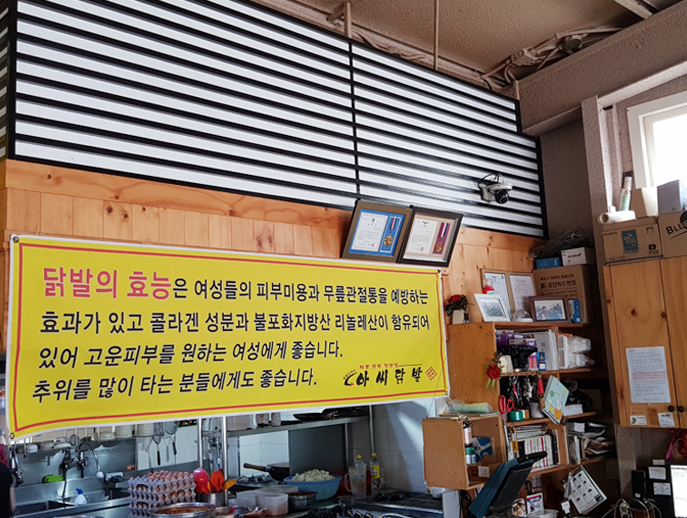 닭발의 효능은 여성들의 피부미용과 무릎관절통을 예방하는
효과가 있고 콜라겐 성분과 불포화지방산 리놀레산이 함유되어
있어 고운피부를 원하는 여성에게 좋습니다.
추위를 많이 타는 분들에게도 좋습니다.
아씨닭발